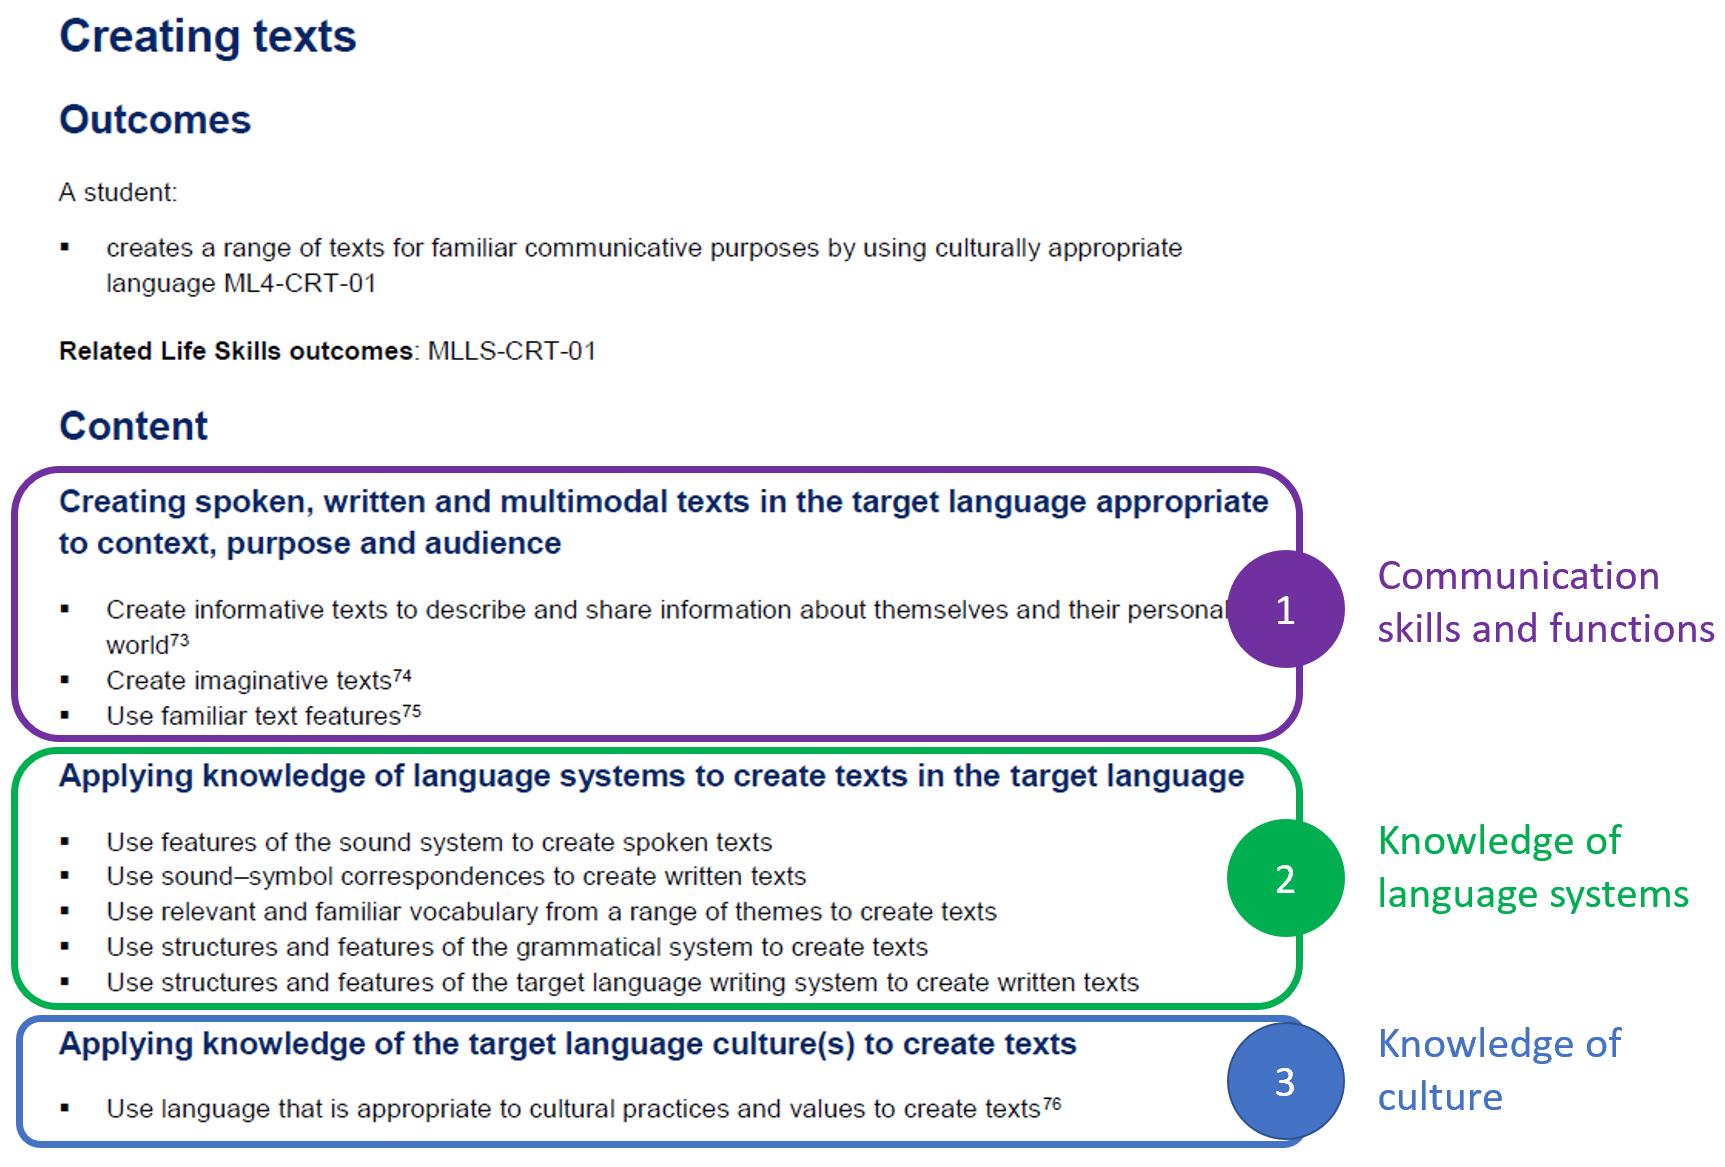 Creating texts
Outcomes
A student:
▪ creates a range of texts for familiar communicative purposes by using culturally appropriate
language ML4-CRT-01
Related Life Skills outcomes: MLLS-CRT-01
Content
Creating spoken, written and multimodal texts in the target language appropriate
to context, purpose and audience
▪ Create informative texts to describe and share information about themselves and their personal
world73
▪ Create imaginative texts74
▪ Use familiar text features75
1
Communication
skills and functions
Applying knowledge of language systems to create texts in the target language
▪ Use features of the sound system to create spoken texts
▪ Use sound–symbol correspondences to create written texts
▪ Use relevant and familiar vocabulary from a range of themes to create texts
▪ Use structures and features of the grammatical system to create texts
▪ Use structures and features of the target language writing system to create written texts
2
Knowledge of
language systems
Applying knowledge of the target language culture(s) to create texts
▪ Use language that is appropriate to cultural practices and values to create texts76
3
Knowledge of
culture